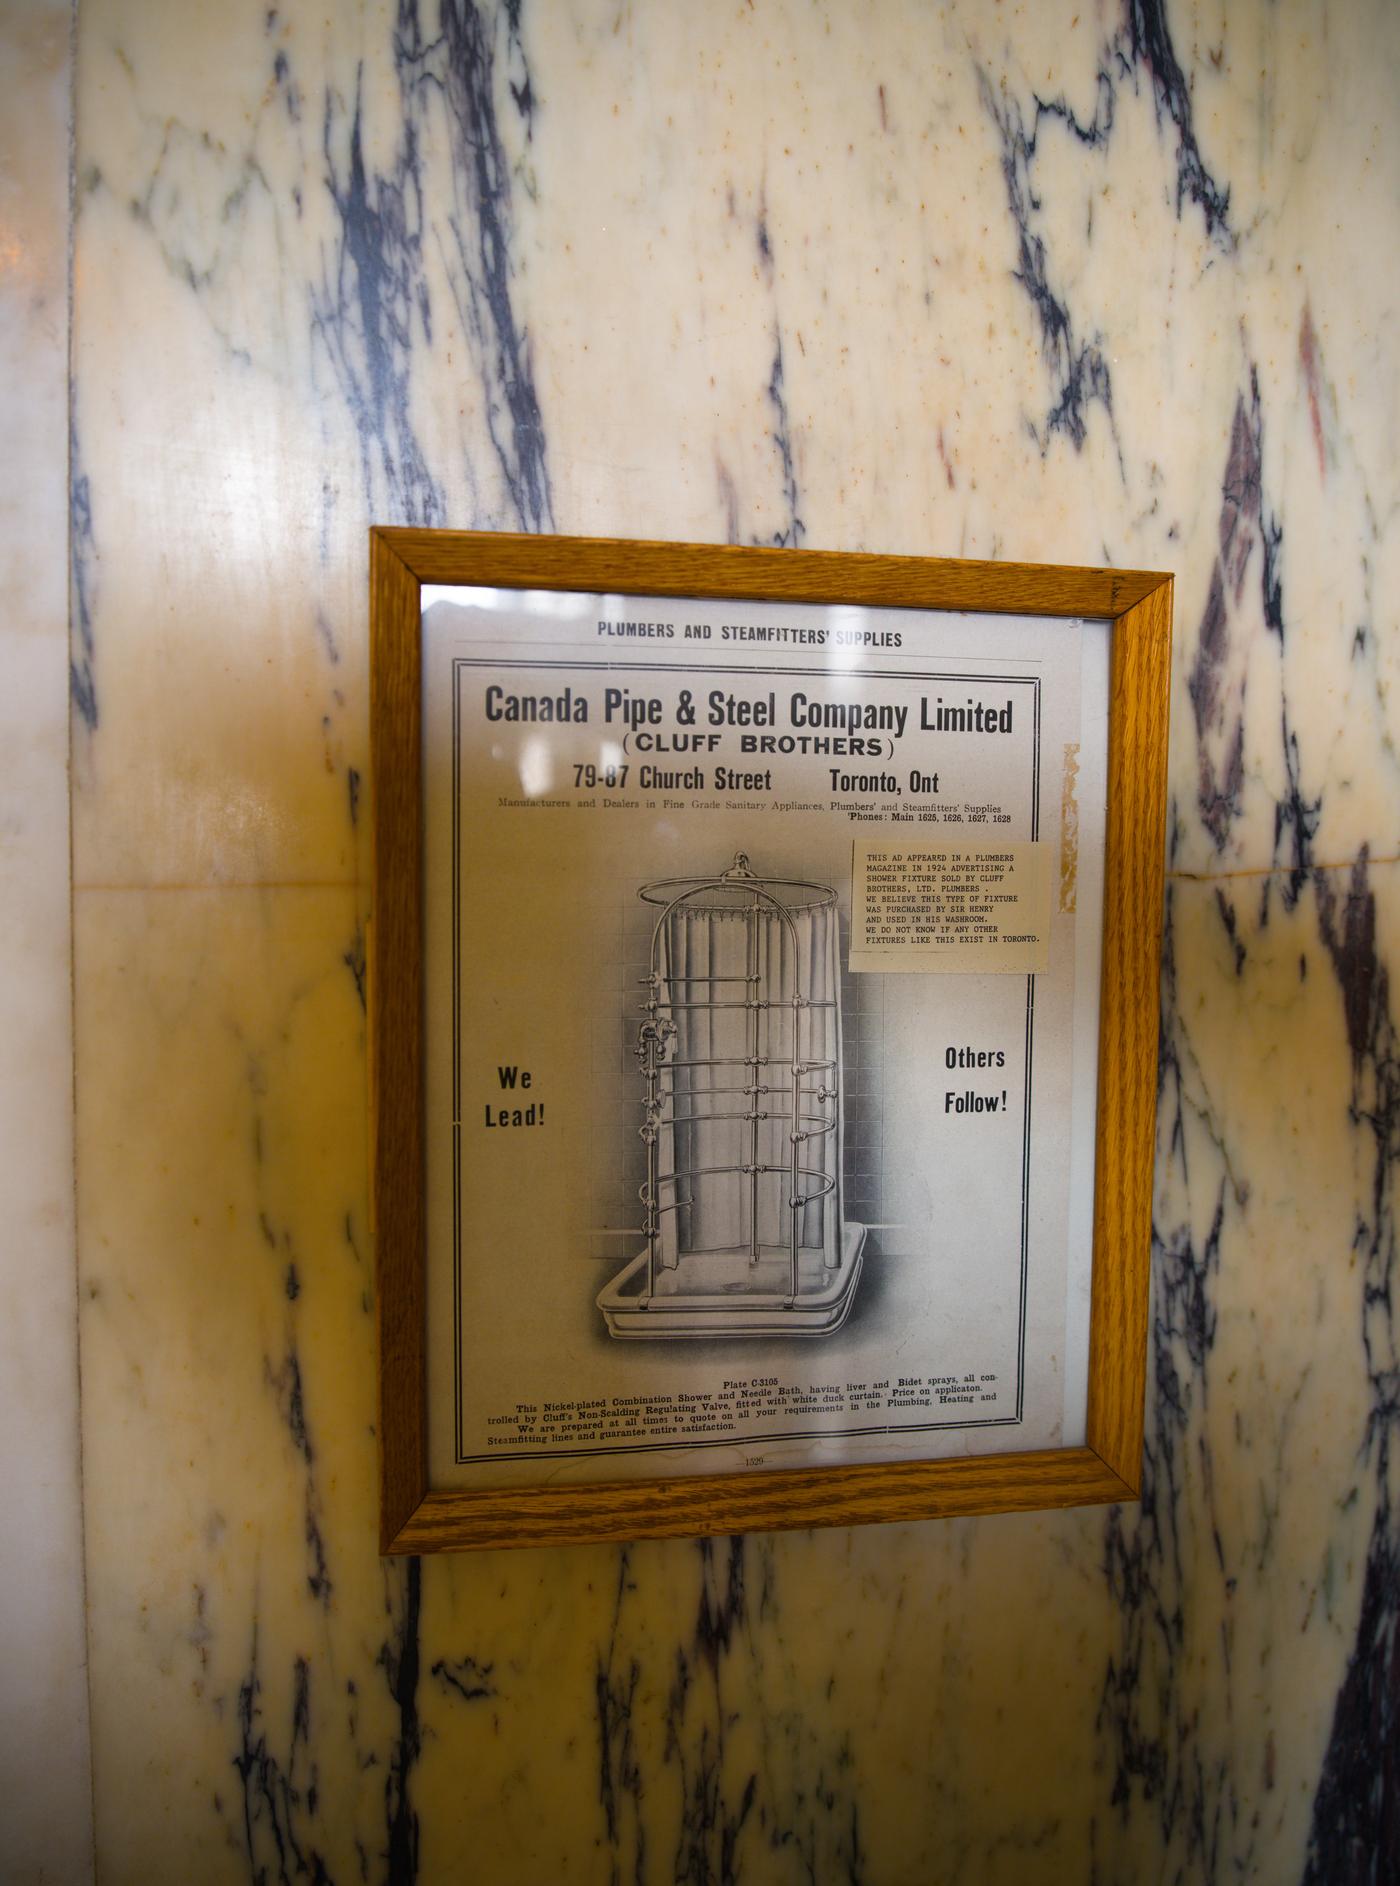 PLUMBERS AND STEAMFITTERS' SUPPLIES
Canada Pipe & Steel Company Limited
(CLUFF BROTHERS)
79-87 Church Street Toronto, Ont
Manufacturers and Dealers in Fine Grade Sanitary Appliances, Plumbers' and Steamfitters' Supplies
'Phones: Main 1625, 1626, 1627, 1628
THIS AD APPEARED IN A PLUMBERS
MAGAZINE IN 1924 ADVERTISING A
SHOWER FIXTURE SOLD BY CLUFF
BROTHERS, LTD. PLUMBERS .
WE BELIEVE THIS TYPE OF FIXTURE
WAS PURCHASED BY SIR HENRY
AND USED IN HIS WASHROOM.
WE DO NOT KNOW IF ANY OTHER
FIXTURES LIKE THIS EXIST IN TORONTO.
We
Lead!
Others
Follow!
Plate C-3105
This Nickel-plated Combination Shower and Needle Bath, having liver and Bidet sprays, all con-
trolled by Cluff's Non-Scalding Regulating Valve, fitted with white duck curtain. Price on applicaton.
We are prepared at all times to quote on all your requirements in the Plumbing, Heating and
Steamfitting lines and guarantee entire satisfaction.
—1529—